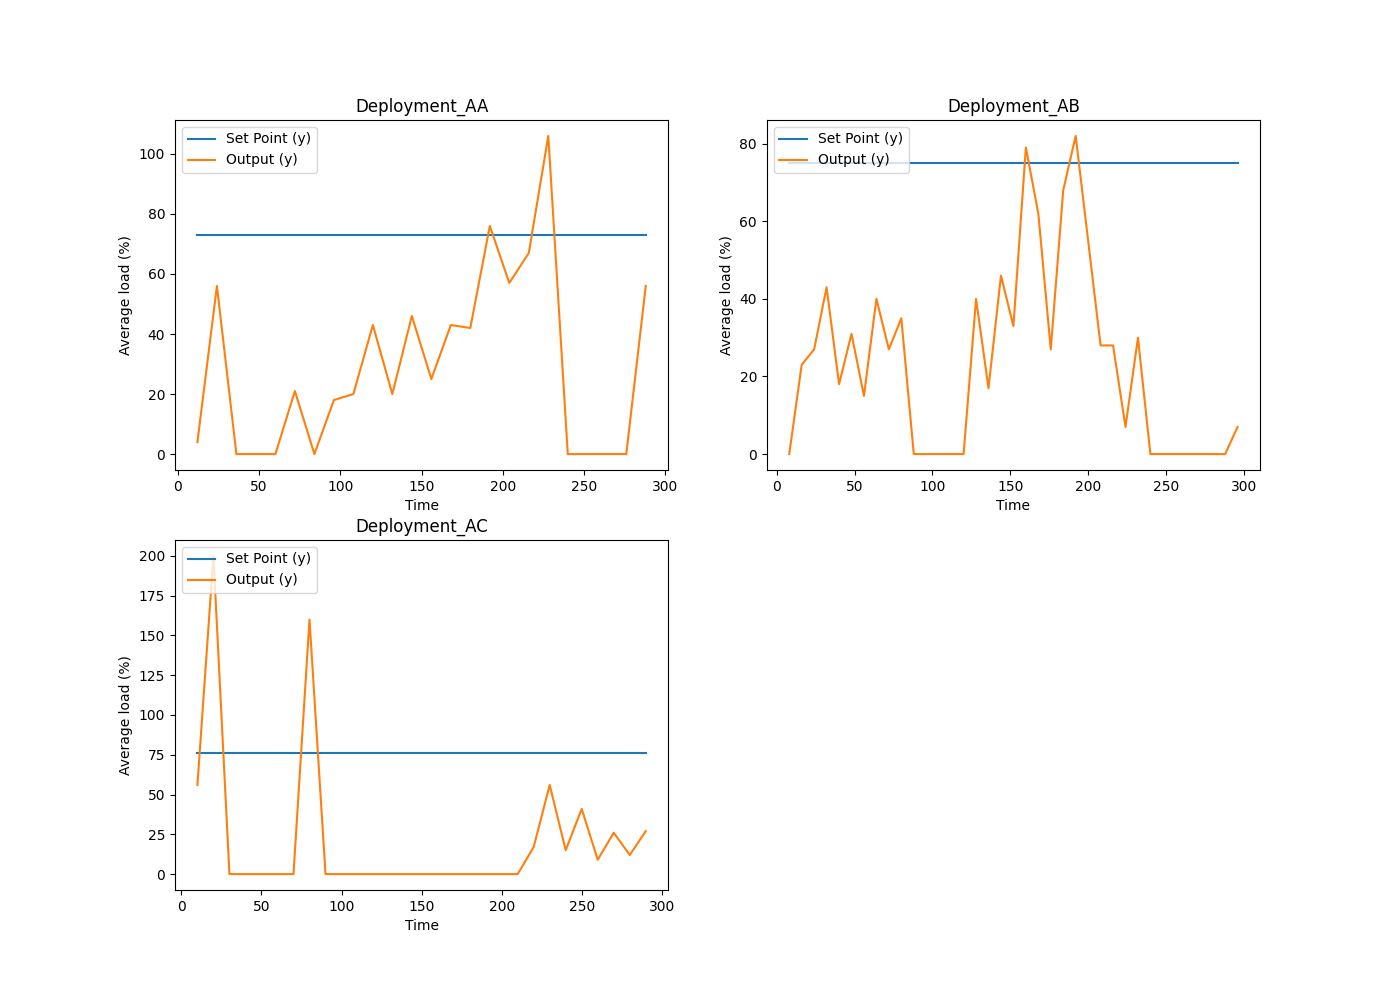 Deployment_AA
Set Point (y)
Output (y)
Average load (%)
100
80
60
40
20
0
0 50 100 150 200 250 300
Time
Deployment_AB
Set Point (y)
Output (y)
Average load (%)
80
60
40
20
0
0 50 100 150 200 250 300
Time
Deployment_AC
Set Point (y)
Output (y)
Average load (%)
200
175
150
125
100
75
50
25
0
0 50 100 150 200 250 300
Time